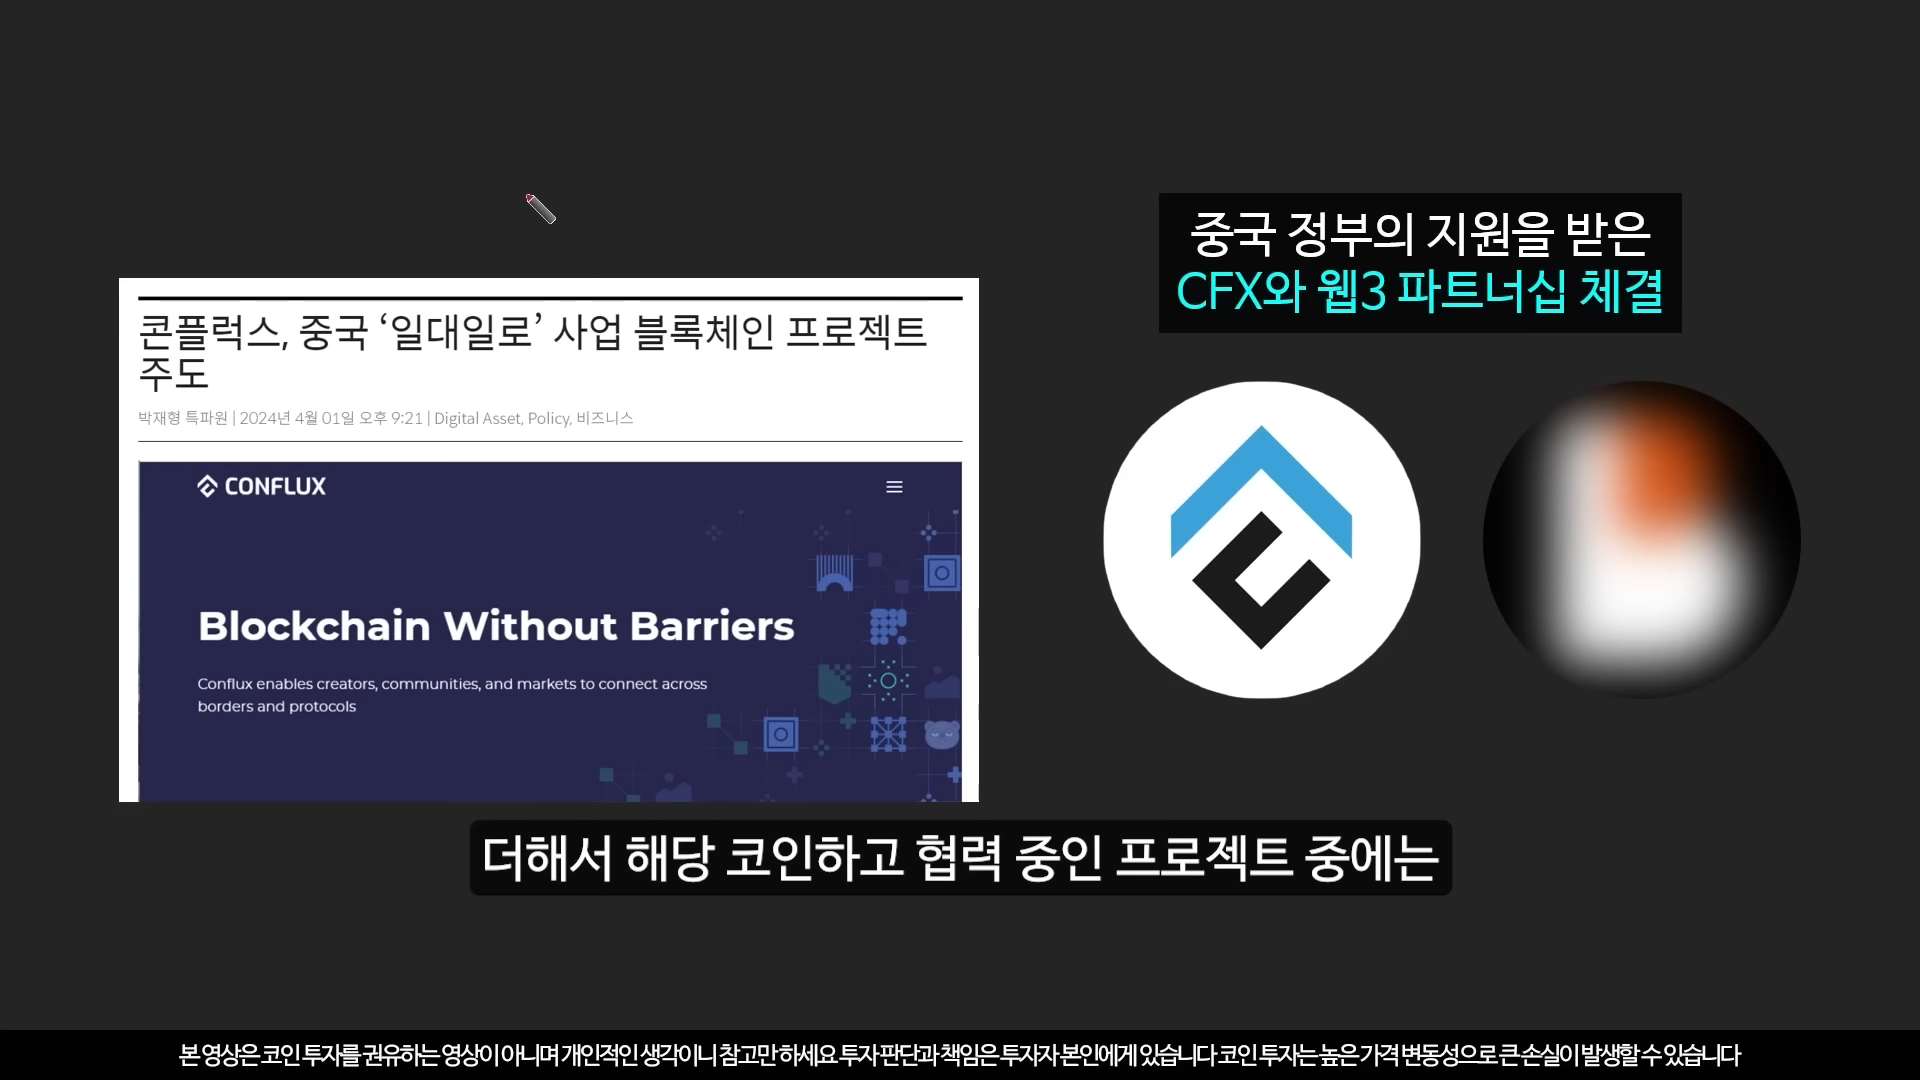 중국 정부의 지원을 받은
CFX와 웹3 파트너십 체결
콘플럭스, 중국 ‘일대일로’ 사업 블록체인 프로젝트
주도
박재형 특파원 | 2024년 4월 01일 오후 9:21 | Digital Asset, Policy, 비즈니스
CONFLUX
Blockchain Without Barriers
Conflux enables creators, communities, and markets to connect across
borders and protocols
더해서 해당 코인하고 협력 중인 프로젝트 중에는
본 영상은 코인 투자를 권유하는 영상이 아니며 개인적인 생각이니 참고만 하세요 투자 판단과 책임은 투자자 본인에게 있습니다 코인 투자는 높은 가격 변동성으로 큰 손실이 발생할 수 있습니다